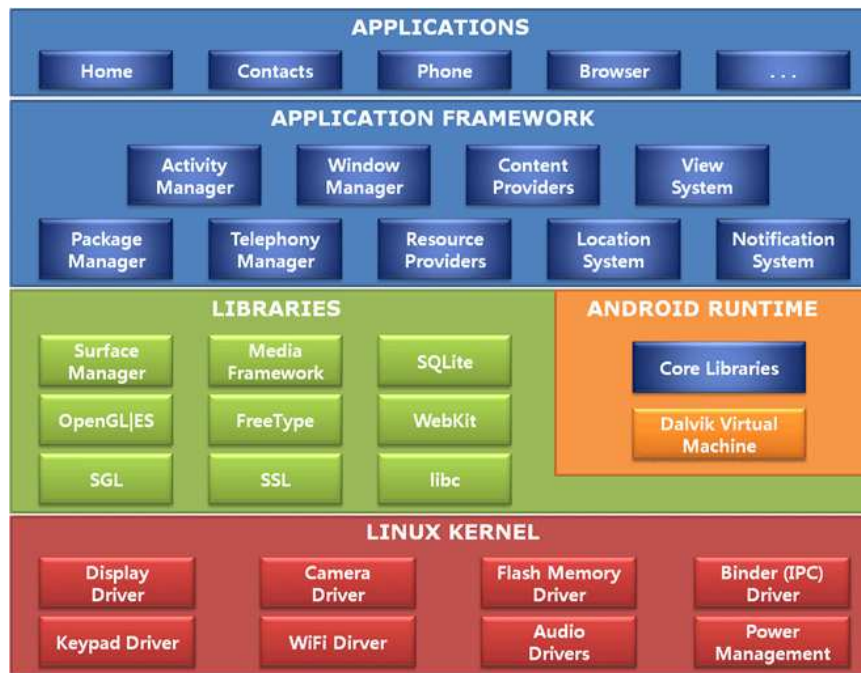 APPLICATIONS
Home
Contacts
Phone
Browser
. . .
APPLICATION FRAMEWORK
Activity
Manager
Window
Manager
Content
Providers
View
System
Package
Manager
Telephony
Manager
Resource
Providers
Location
System
Notification
System
LIBRARIES
Surface
Manager
Media
Framework
SQLite
OpenGL|ES
FreeType
WebKit
SGL
SSL
libc
ANDROID RUNTIME
Core Libraries
Dalvik Virtual
Machine
LINUX KERNEL
Display
Driver
Camera
Driver
Flash Memory
Driver
Binder (IPC)
Driver
Keypad Driver
WiFi Dirver
Audio
Drivers
Power
Management